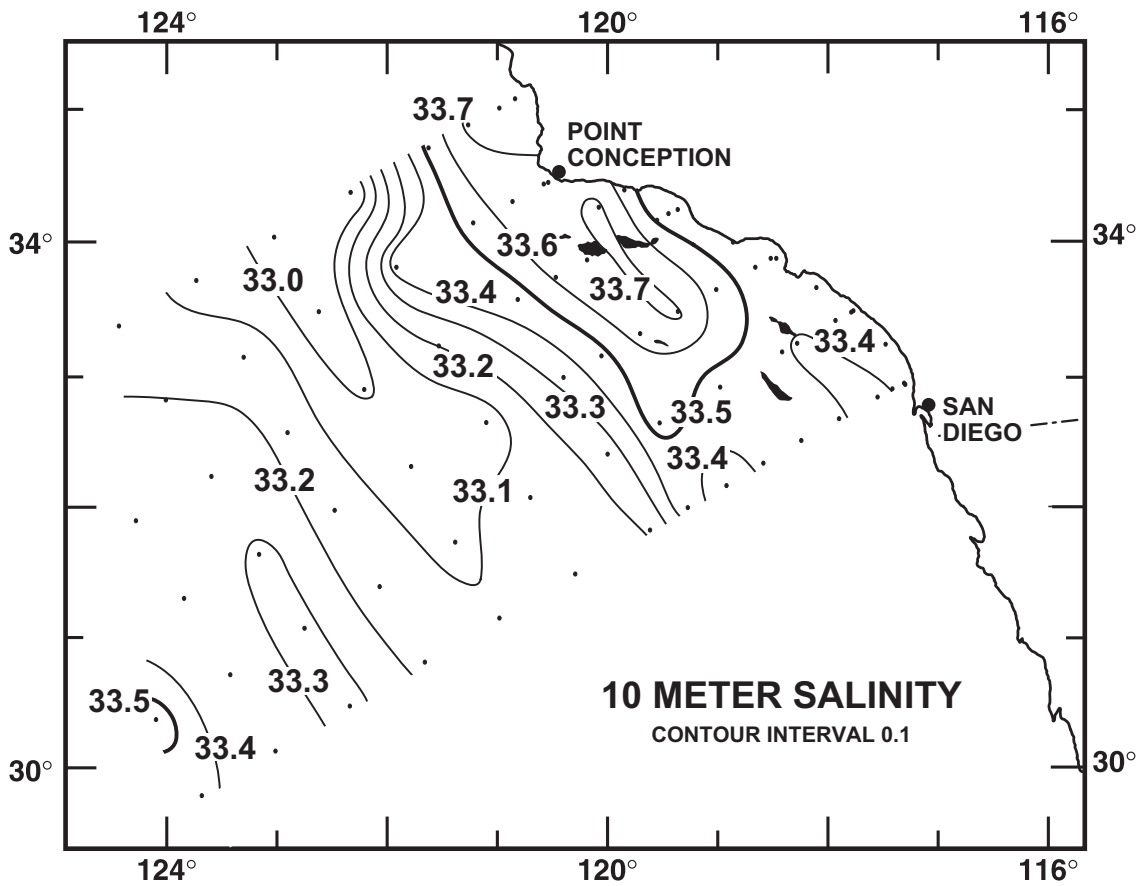 124° 120° 116°
33.7
POINT
CONCEPTION
34° 34°
33.6
33.0
33.7
33.4
33.4
33.2
33.3
33.5
SAN
DIEGO
33.4
33.2
33.1
33.3
33.5
33.4
10 METER SALINITY
CONTOUR INTERVAL 0.1
30° 30°
124° 120° 116°